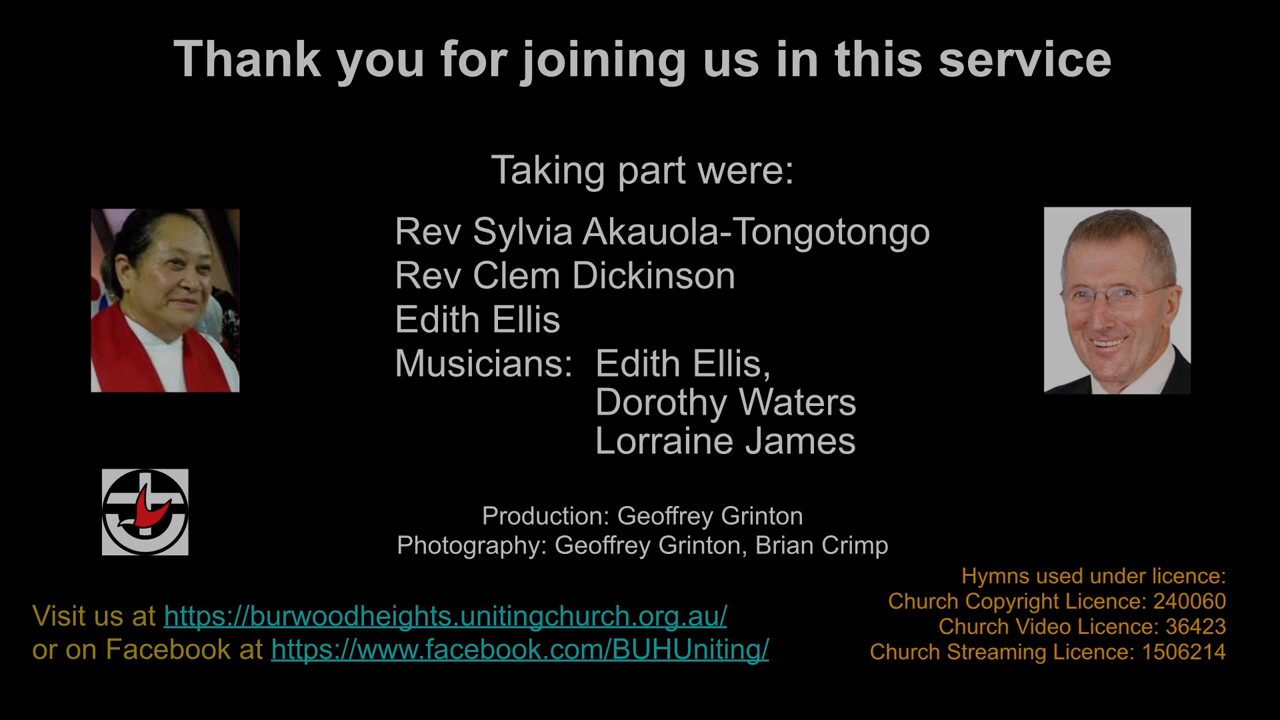 Thank you for joining us in this service
Taking part were:
Rev Sylvia Akauola-Tongotongo
Rev Clem Dickinson
Edith Ellis
Musicians: Edith Ellis,
Dorothy Waters
Lorraine James
Production: Geoffrey Grinton
Photography: Geoffrey Grinton, Brian Crimp
Visit us at https://burwoodheights.unitingchurch.org.au/
or on Facebook at https://www.facebook.com/BUHUniting/
Hymns used under licence:
Church Copyright Licence: 240060
Church Video Licence: 36423
Church Streaming Licence: 1506214